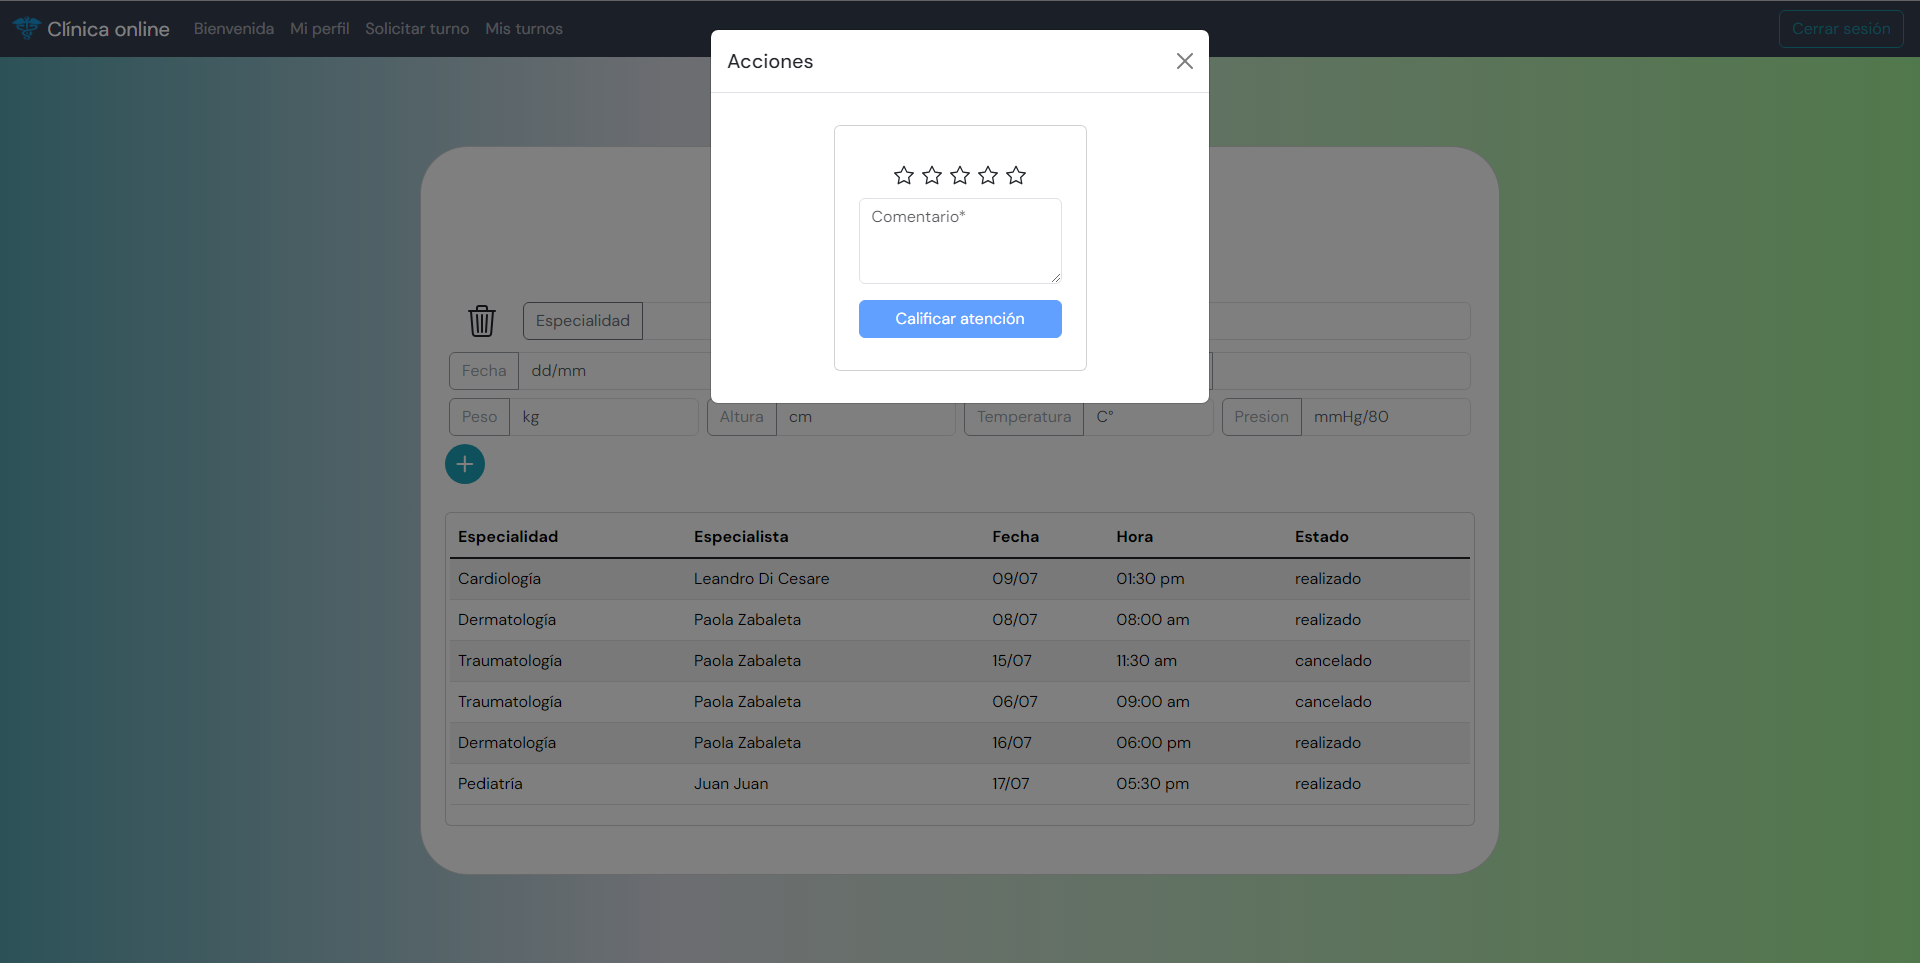 Clínica online Bienvenida Mi perfil Solicitar turno Mis turnos Cerrar sesión
Acciones
Comentario*
Calificar atención
Especialidad
Fecha dd/mm
Peso kg Altura cm Temperatura C° Presion mmHg/80
Especialidad Especialista Fecha Hora Estado
Cardiología Leandro Di Cesare 09/07 01:30 pm realizado
Dermatología Paola Zabaleta 08/07 08:00 am realizado
Traumatología Paola Zabaleta 15/07 11:30 am cancelado
Traumatología Paola Zabaleta 06/07 09:00 am cancelado
Dermatología Paola Zabaleta 16/07 06:00 pm realizado
Pediatría Juan Juan 17/07 05:30 pm realizado